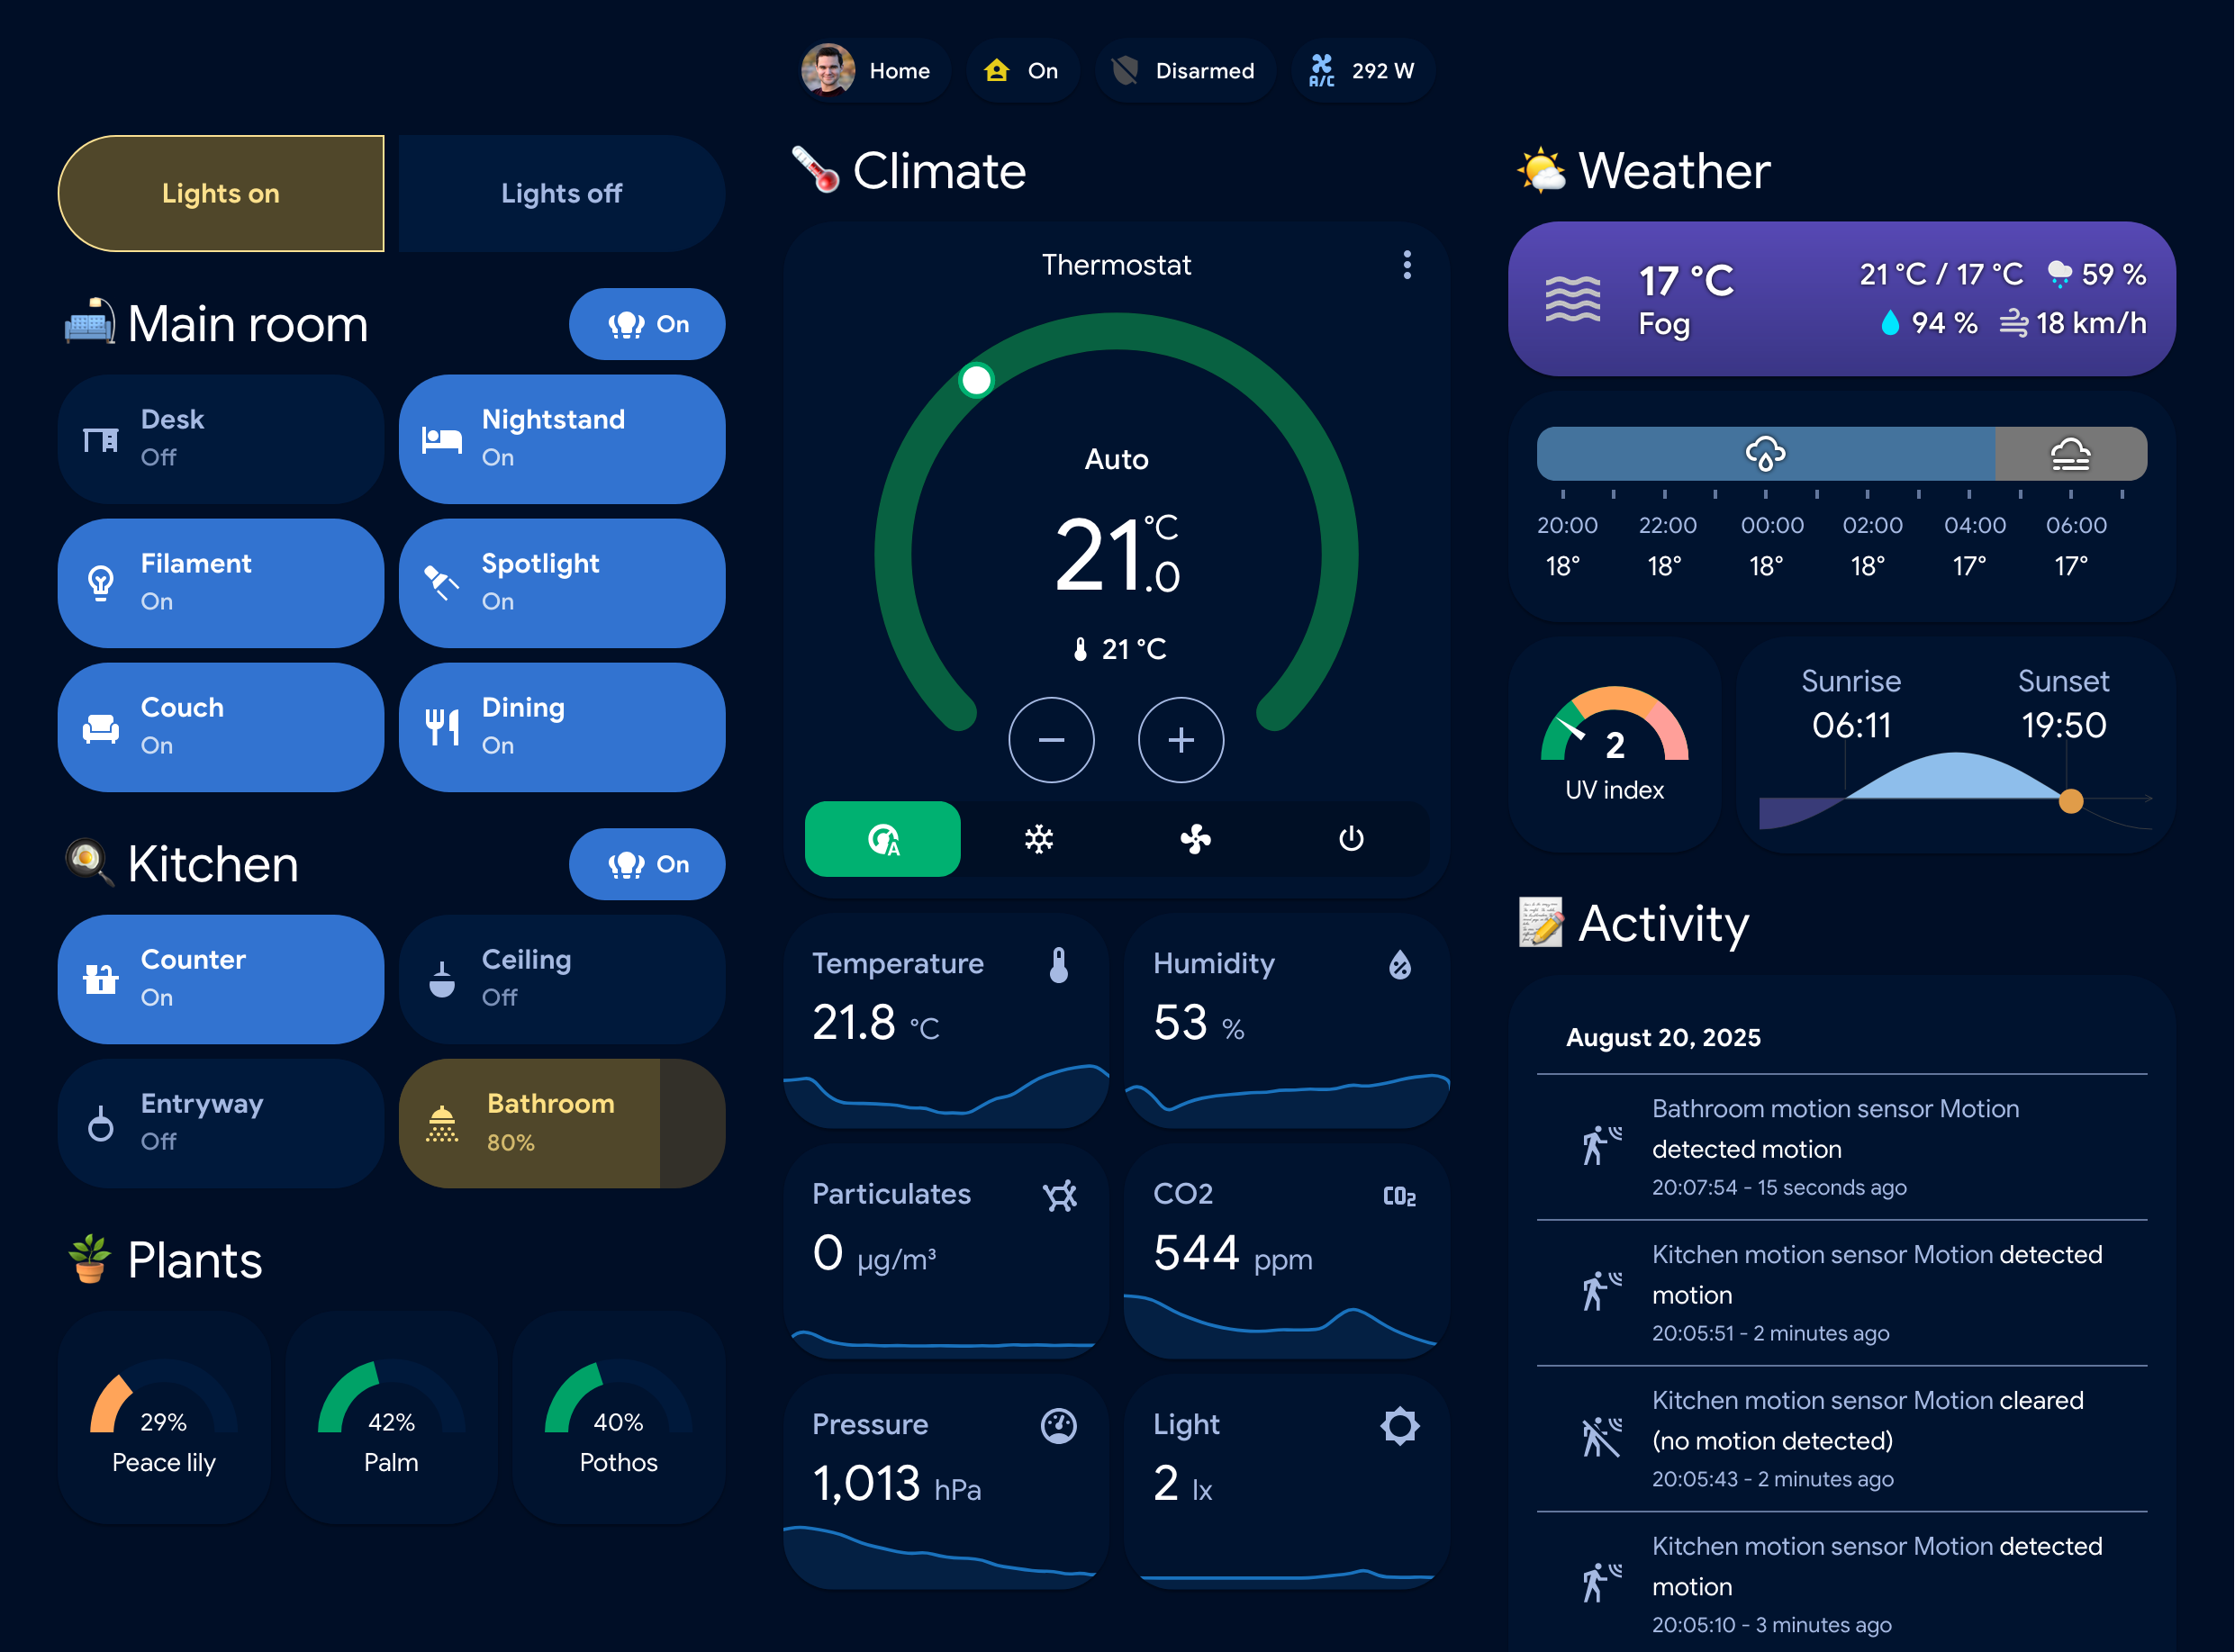 Home
On
Disarmed
A/C
292 W
Lights on
Lights off
Main room
On
Desk
Off
Nightstand
On
Filament
On
Spotlight
On
Couch
On
Dining
On
Kitchen
On
Counter
On
Ceiling
Off
Entryway
Off
Bathroom
80%
Plants
29%
Peace lily
42%
Palm
40%
Pothos
Climate
Thermostat
Auto
21.0 °C
21 °C
A
Temperature
21.8 °C
Humidity
53 %
Particulates
0 µg/m³
CO2
CO2
544 ppm
Pressure
1,013 hPa
Light
2 lx
Weather
17 °C
Fog
21 °C / 17 °C 59 %
94 % 18 km/h
20:00 22:00 00:00 02:00 04:00 06:00
18° 18° 18° 18° 17° 17°
2
UV index
Sunrise
06:11
Sunset
19:50
Activity
August 20, 2025
Bathroom motion sensor Motion
detected motion
20:07:54 - 15 seconds ago
Kitchen motion sensor Motion detected
motion
20:05:51 - 2 minutes ago
Kitchen motion sensor Motion cleared
(no motion detected)
20:05:43 - 2 minutes ago
Kitchen motion sensor Motion detected
motion
20:05:10 - 3 minutes ago